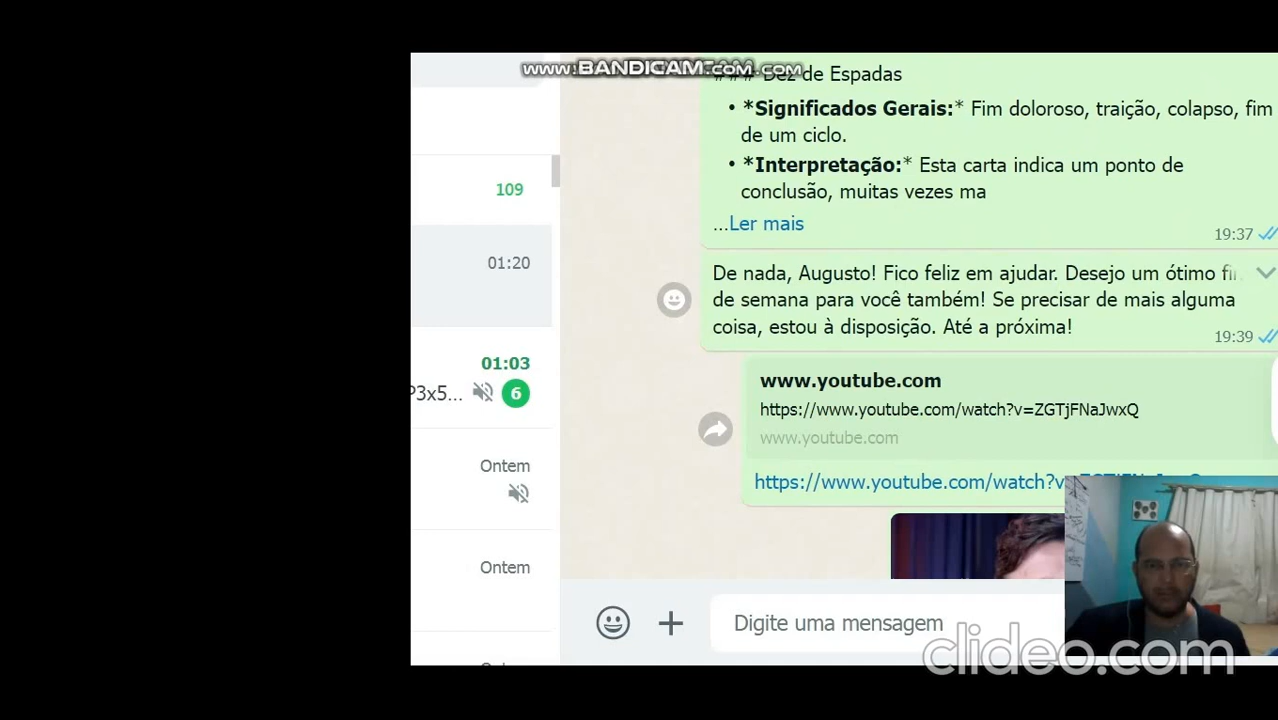 www.BANDICAM.com.com
### Dez de Espadas
• *Significados Gerais:* Fim doloroso, traição, colapso, fim
de um ciclo.
• *Interpretação:* Esta carta indica um ponto de
conclusão, muitas vezes ma
...Ler mais
19:37
109
01:20
De nada, Augusto! Fico feliz em ajudar. Desejo um ótimo
de semana para você também! Se precisar de mais alguma
coisa, estou à disposição. Até a próxima!
19:39
01:03
P3x5...
6
www.youtube.com
https://www.youtube.com/watch?v=ZGTjFNaJwxQ
www.youtube.com
https://www.youtube.com/watch?v
Ontem
Ontem
Digite uma mensagem
clideo.com